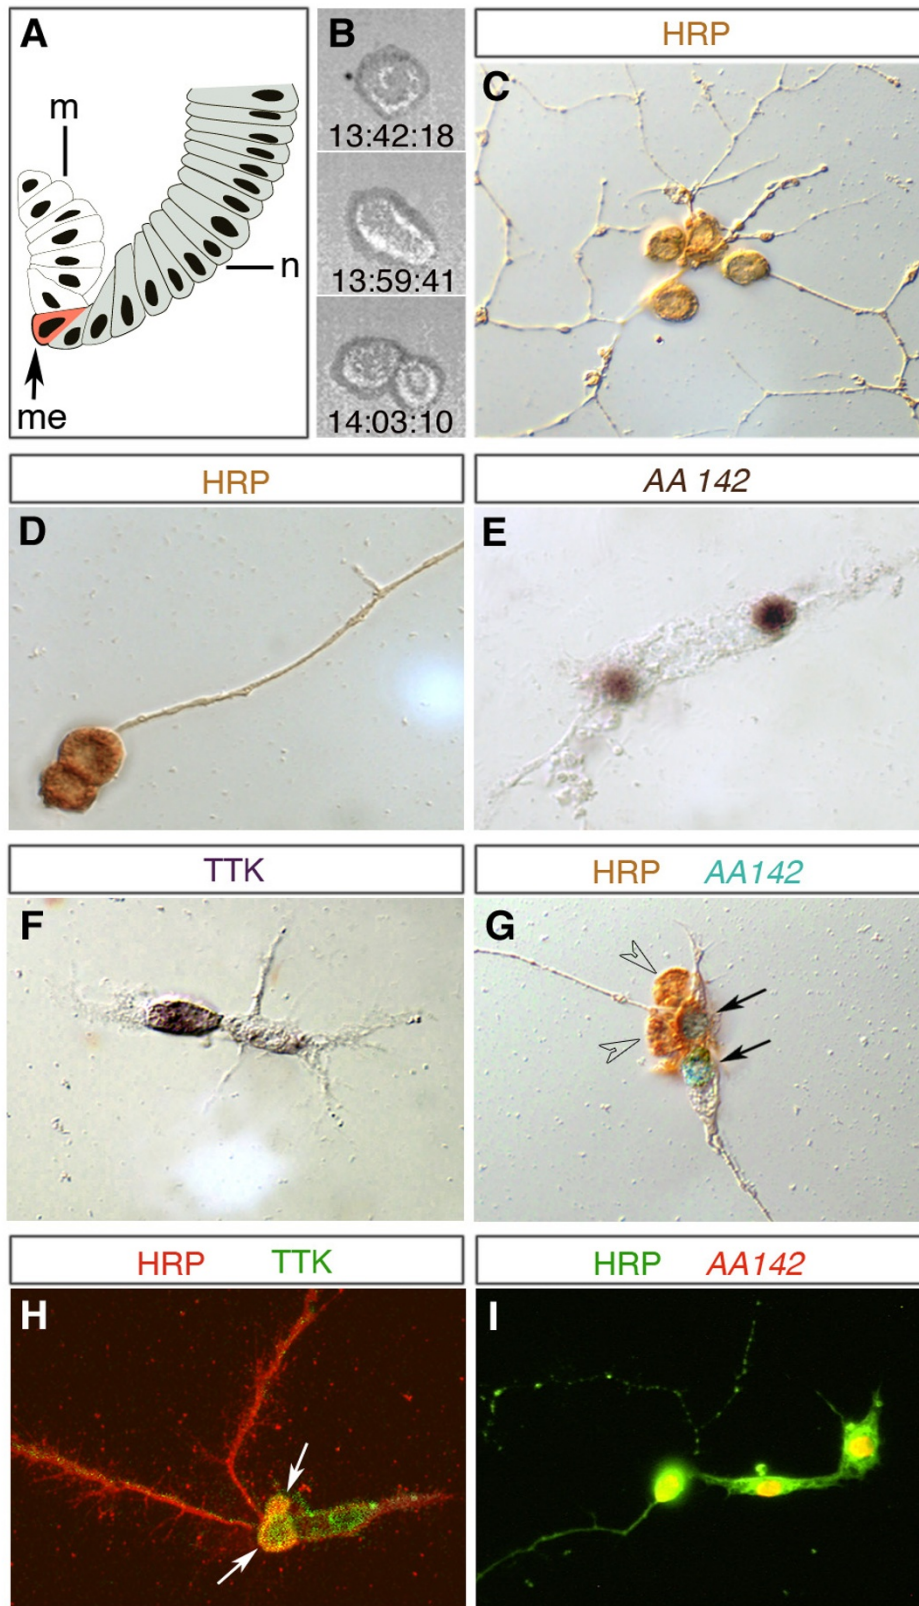 A
m
n
me
B
13:42:18
13:59:41
14:03:10
HRP
C
HRP
D
AA 142
E
TTK
F
HRP AA142
G
HRP TTK
H
HRP AA142
I